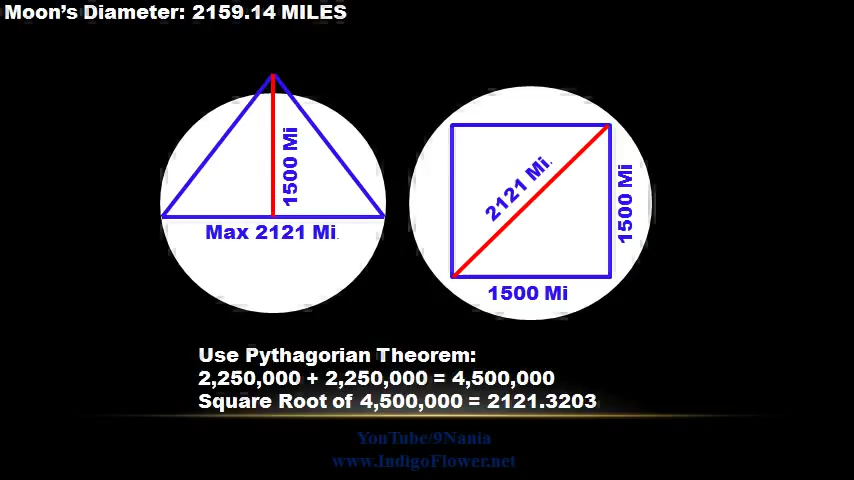 Moon’s Diameter: 2159.14 MILES
1500 Mi
Max 2121 Mi.
2121 Mi.
1500 Mi
1500 Mi
Use Pythagorian Theorem:
2,250,000 + 2,250,000 = 4,500,000
Square Root of 4,500,000 = 2121.3203
YouTube/9Nania
www.IndigoFlower.net